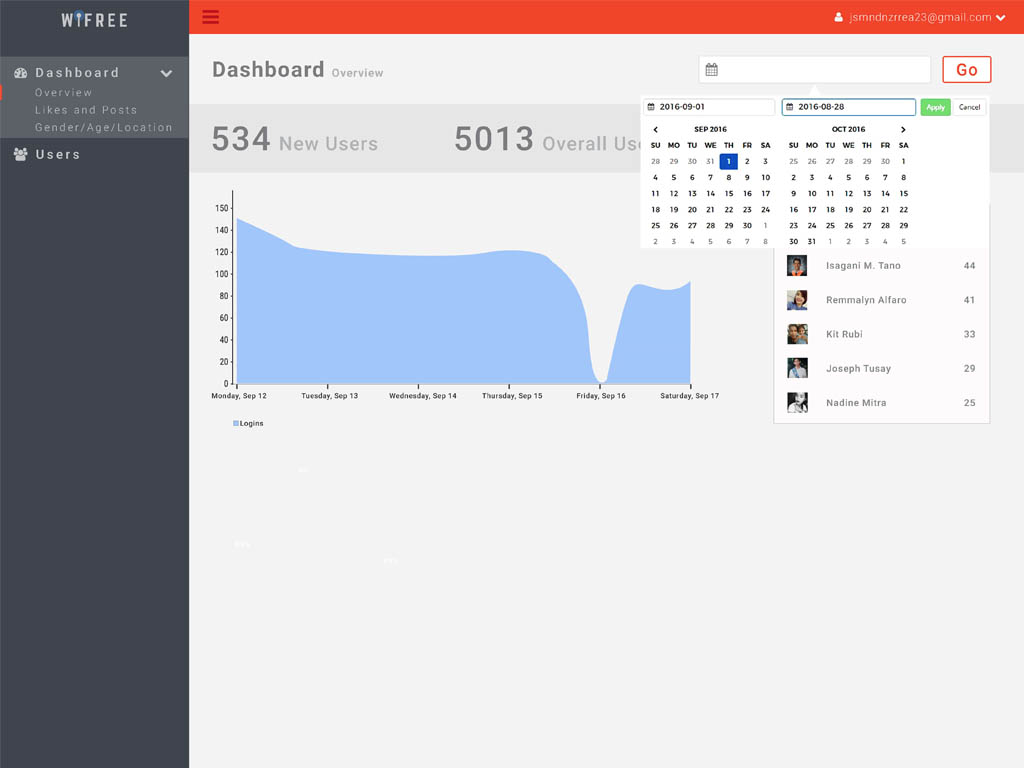 WiFREE
jsmndnzrrea23@gmail.com
Dashboard
Overview
Likes and Posts
Gender/Age/Location
Users
Dashboard Overview
Go
2016-09-01 2016-08-28 Apply Cancel
534 New Users 5013 Overall
SEP 2016 OCT 2016
SU MO TU WE TH FR SA SU MO TU WE TH FR SA
28 29 30 31 1 2 3 25 26 27 28 29 30 1
4 5 6 7 8 9 10 2 3 4 5 6 7 8
11 12 13 14 15 16 17 9 10 11 12 13 14 15
18 19 20 21 22 23 24 16 17 18 19 20 21 22
25 26 27 28 29 30 1 23 24 25 26 27 28 29
2 3 4 5 6 7 8 30 31 1 2 3 4 5
Isagani M. Tano 44
Remmalyn Alfaro 41
Kit Rubi 33
Joseph Tusay 29
Nadine Mitra 25
150
140
120
100
80
60
40
20
0
Monday, Sep 12 Tuesday, Sep 13 Wednesday, Sep 14 Thursday, Sep 15 Friday, Sep 16 Saturday, Sep 17
Logins